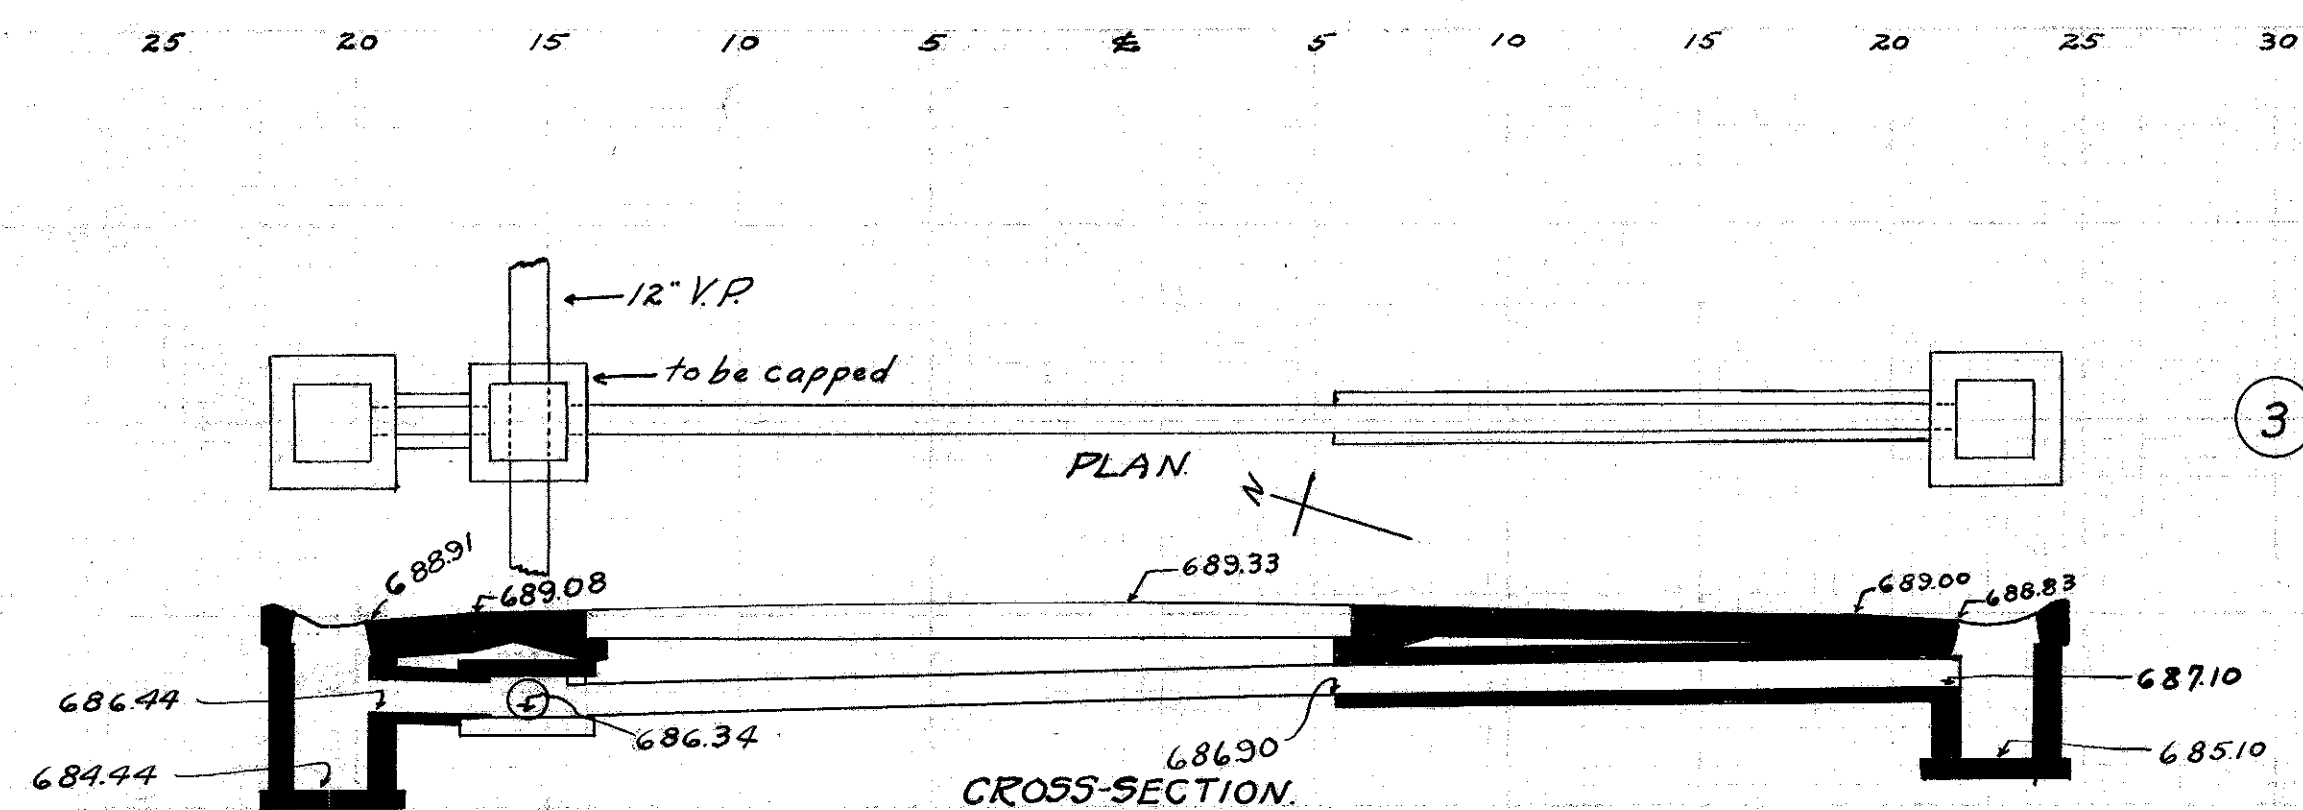 25 20 15 10 5 ℄ 5 10 15 20 25 30
12" V.P.
to be capped
3
PLAN.
N
688.91
689.08
689.33
689.00
688.83
686.44
687.10
686.34
686.90
685.10
684.44
CROSS-SECTION.